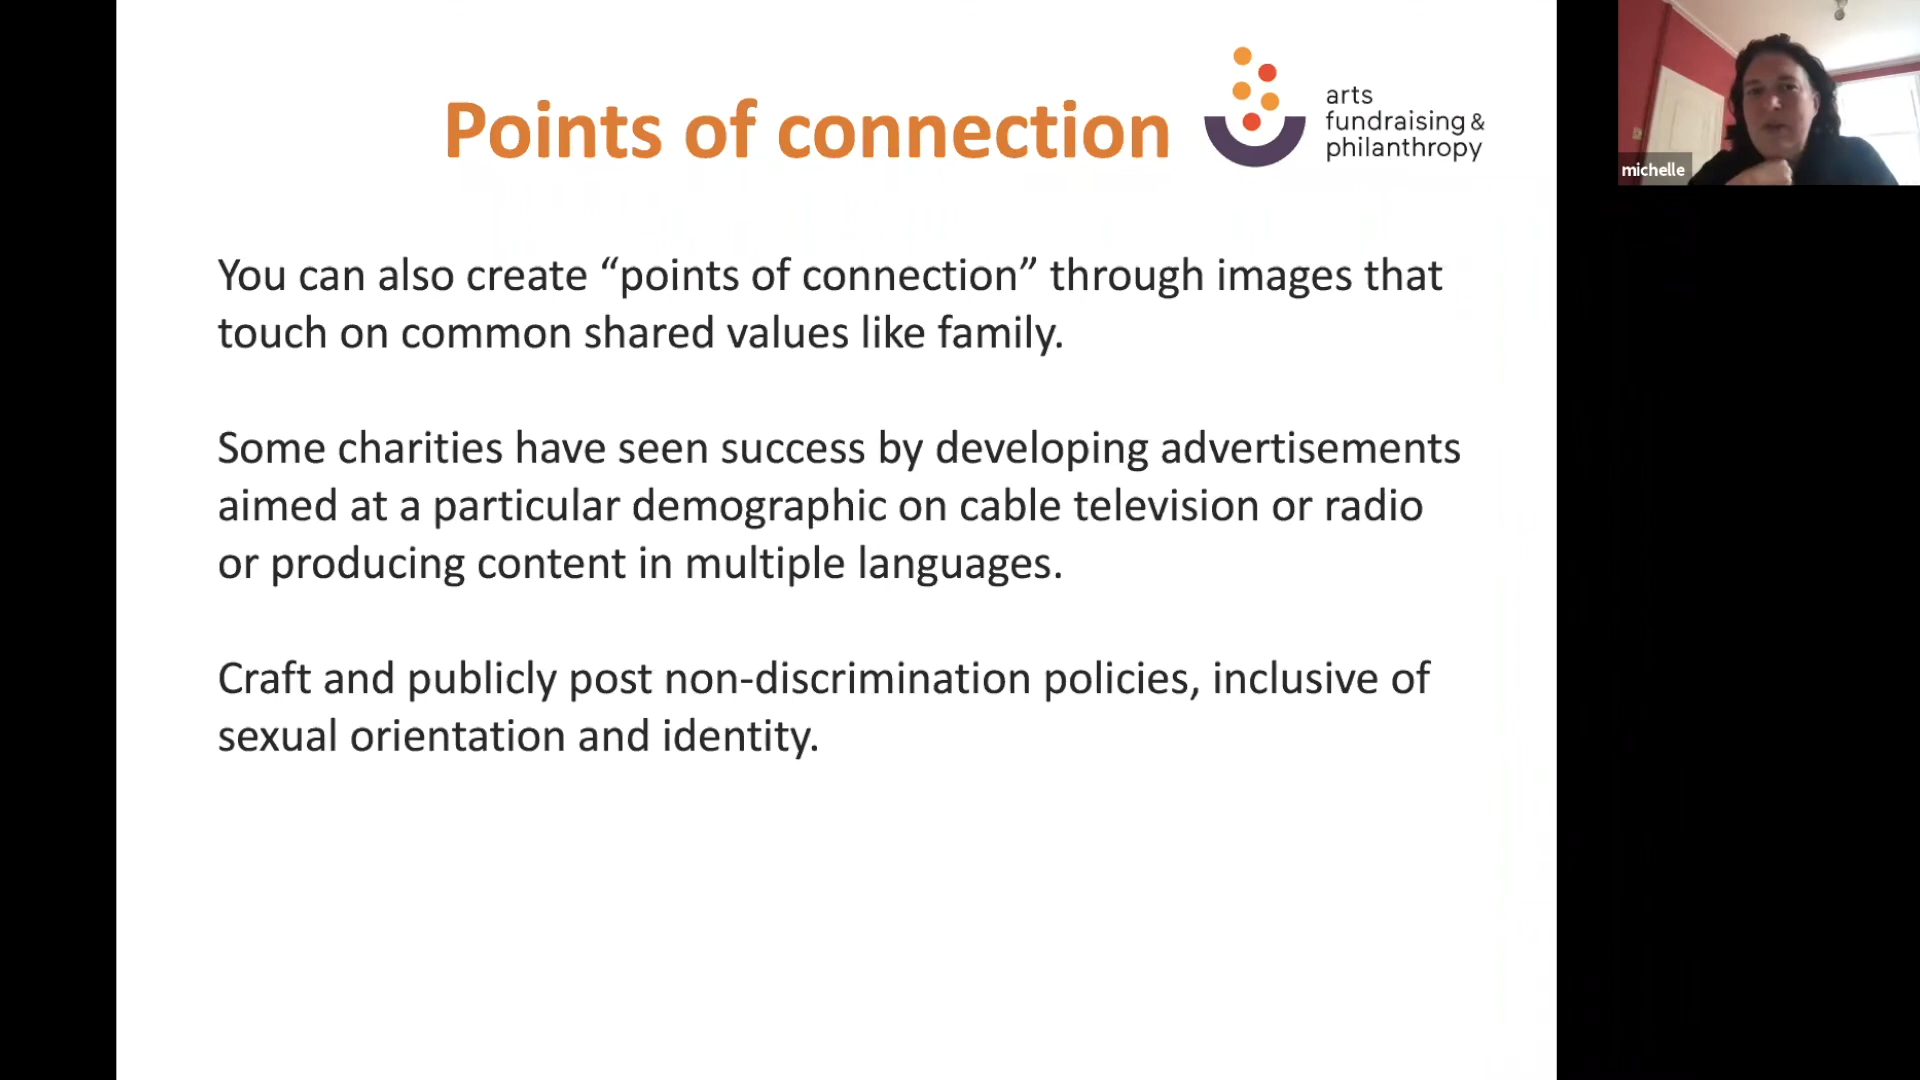 Points of connection
arts
fundraising &
philanthropy
michelle
You can also create “points of connection” through images that
touch on common shared values like family.
Some charities have seen success by developing advertisements
aimed at a particular demographic on cable television or radio
or producing content in multiple languages.
Craft and publicly post non-discrimination policies, inclusive of
sexual orientation and identity.